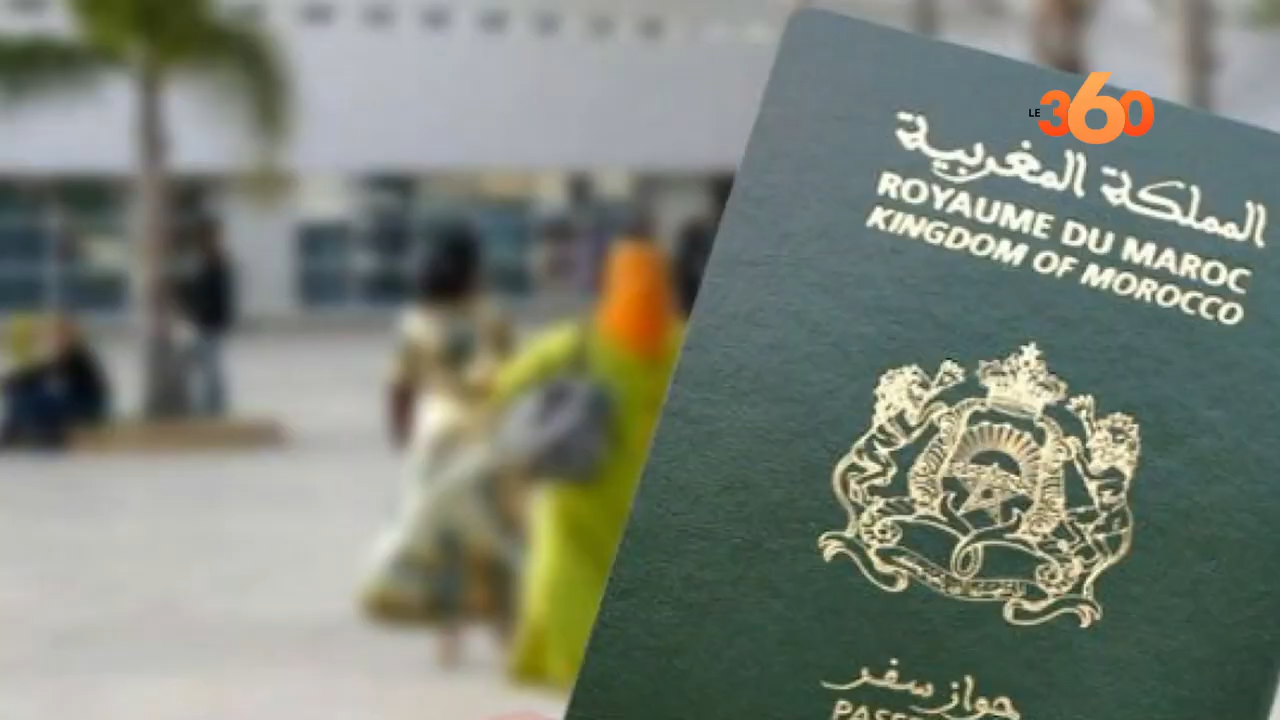 LE 360
المملكة المغربية
ROYAUME DU MAROC
KINGDOM OF MOROCCO
جواز سفر